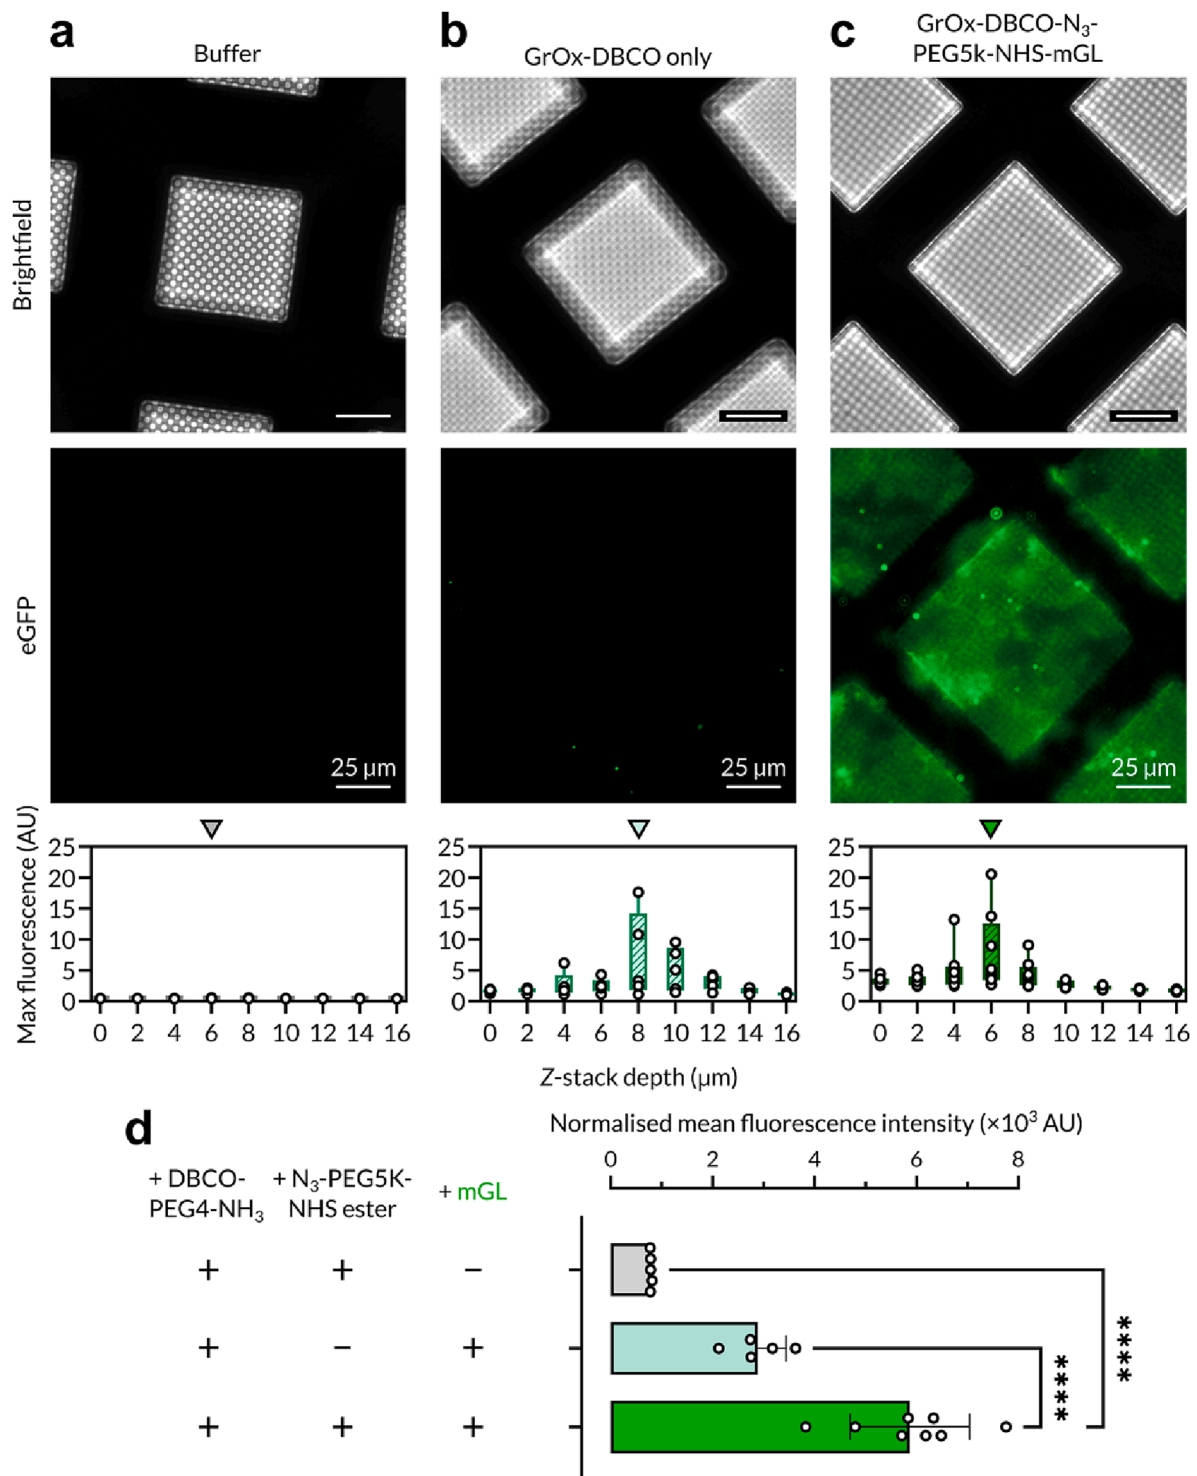 a
Buffer
b
GrOx-DBCO only
c
GrOx-DBCO-N₃-
PEG5k-NHS-mGL
Brightfield
eGFP
25 µm
25 µm
25 µm
Max fluorescence (AU)
25
20
15
10
5
0
0 2 4 6 8 10 12 14 16
25
20
15
10
5
0
0 2 4 6 8 10 12 14 16
25
20
15
10
5
0
0 2 4 6 8 10 12 14 16
Z-stack depth (µm)
d
Normalised mean fluorescence intensity (×10³ AU)
0 2 4 6 8
+ DBCO-
PEG4-NH₃
+ N₃-PEG5K-
NHS ester
+ mGL
+ + −
+ − +
+ + +
****
****